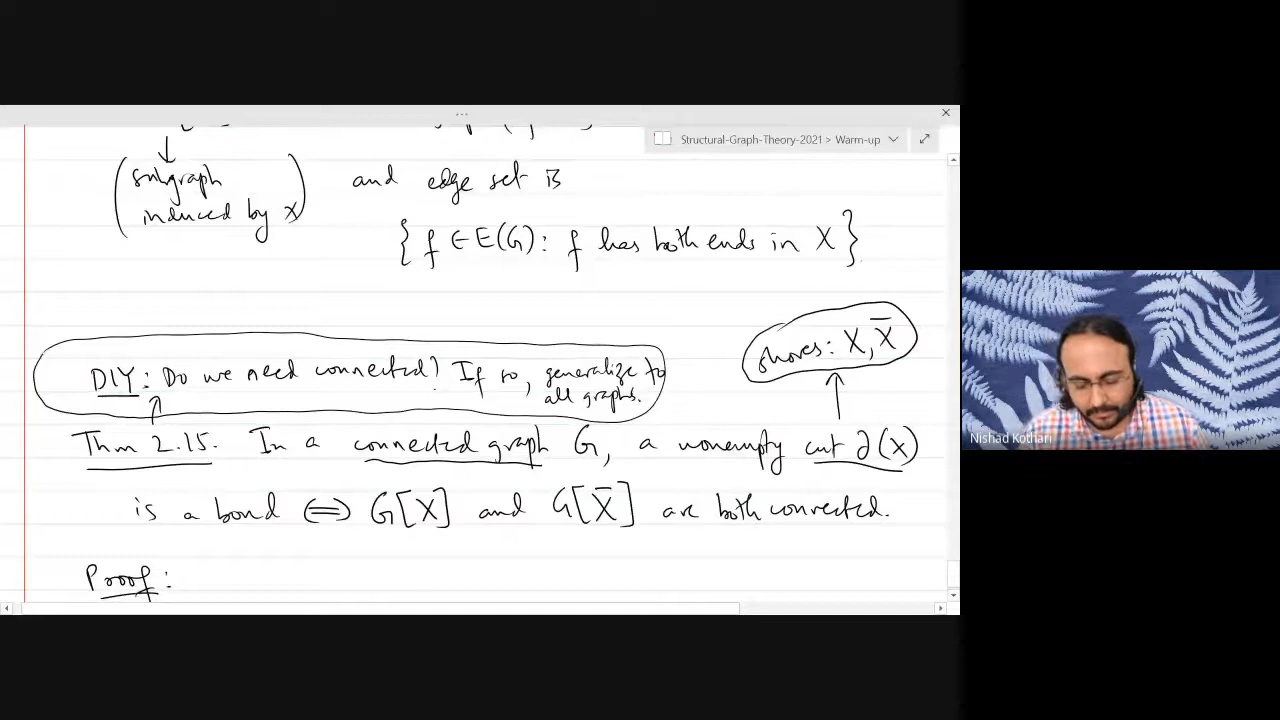 Structural-Graph-Theory-2021 > Warm-up
(subgraph induced by X)
and edge set is
{ f ∈ E(G): f has both ends in X }
shores: X, X̄
DIY: Do we need connected? If so, generalize to all graphs.
Thm 2.15. In a connected graph G, a nonempty cut ∂(X)
is a bond ⟺ G[X] and G[X̄] are both connected.
Proof:
Nishad Kothari